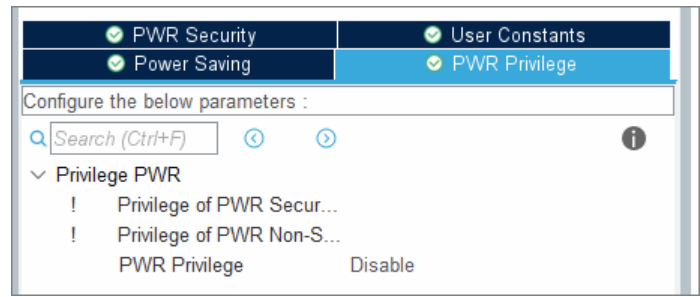 PWR Security
User Constants
Power Saving
PWR Privilege
Configure the below parameters :
Search (Ctrl+F)
Privilege PWR
! Privilege of PWR Secur...
! Privilege of PWR Non-S...
PWR Privilege Disable